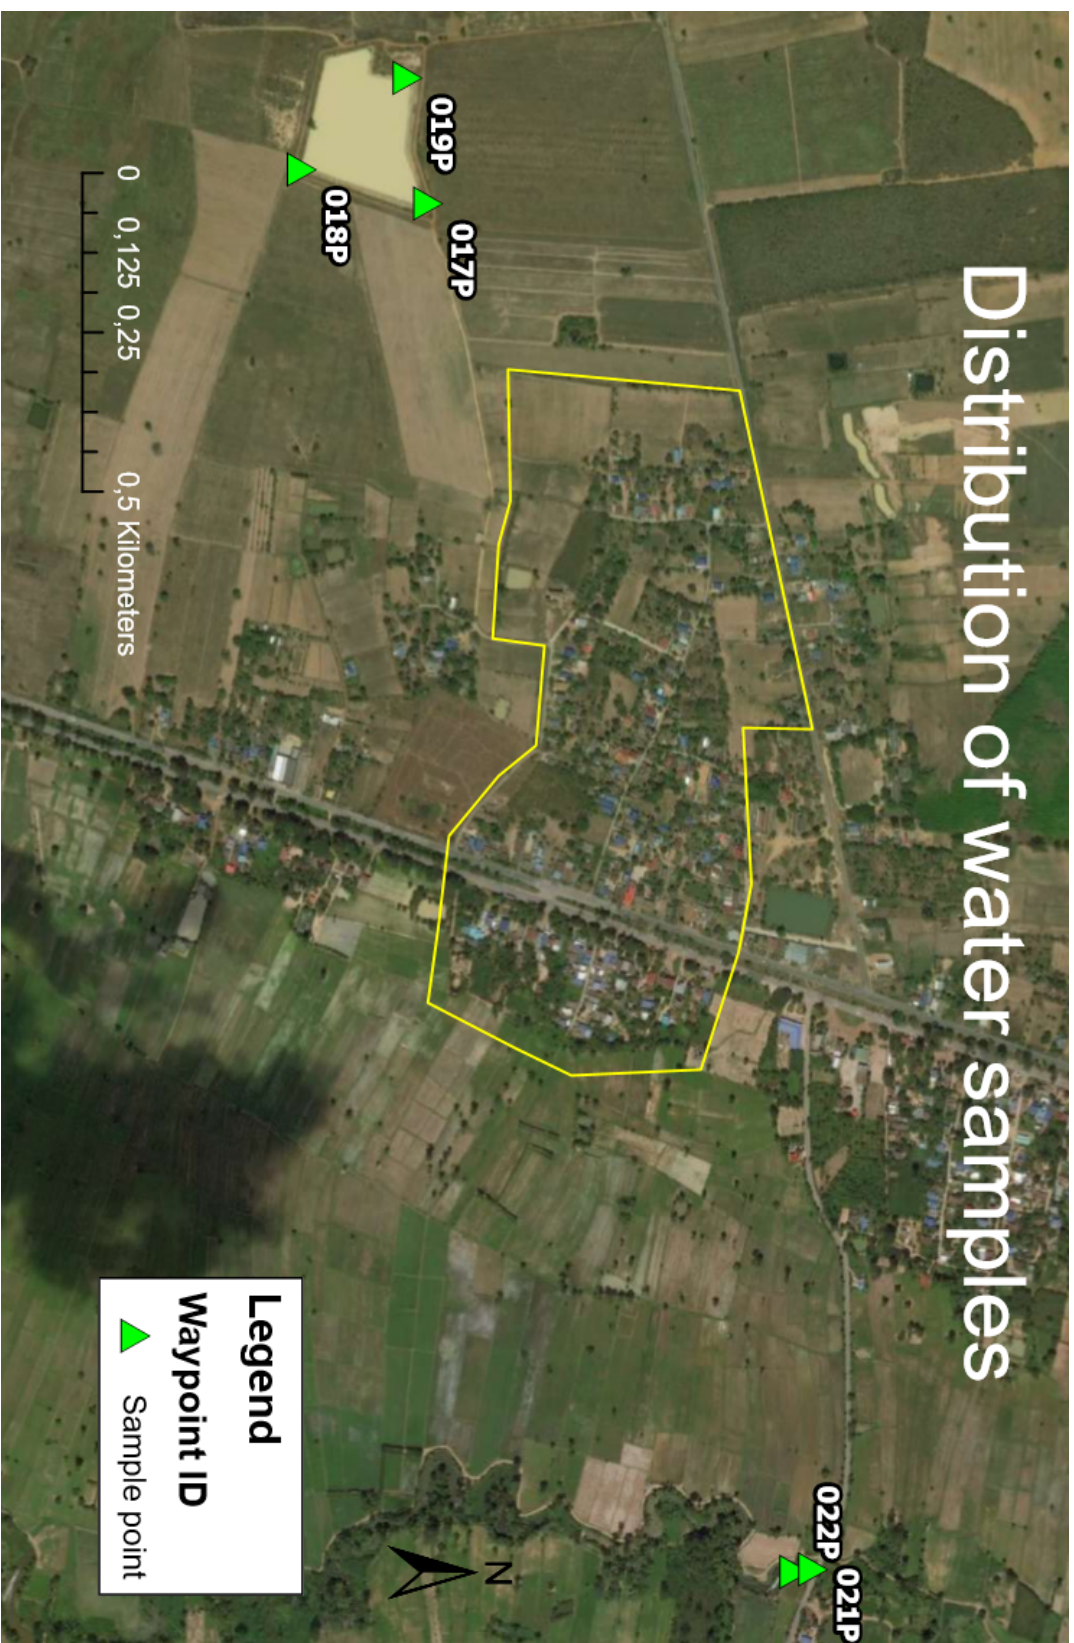 Distribution of water samples
019P
017P
018P
022P
021P
0 0,125 0,25 0,5 Kilometers
N
Legend
Waypoint ID
Sample point